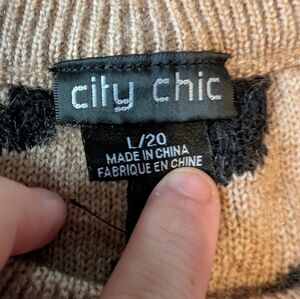 city chic
L/20
MADE IN CHINA
FABRIQUE EN CHINE